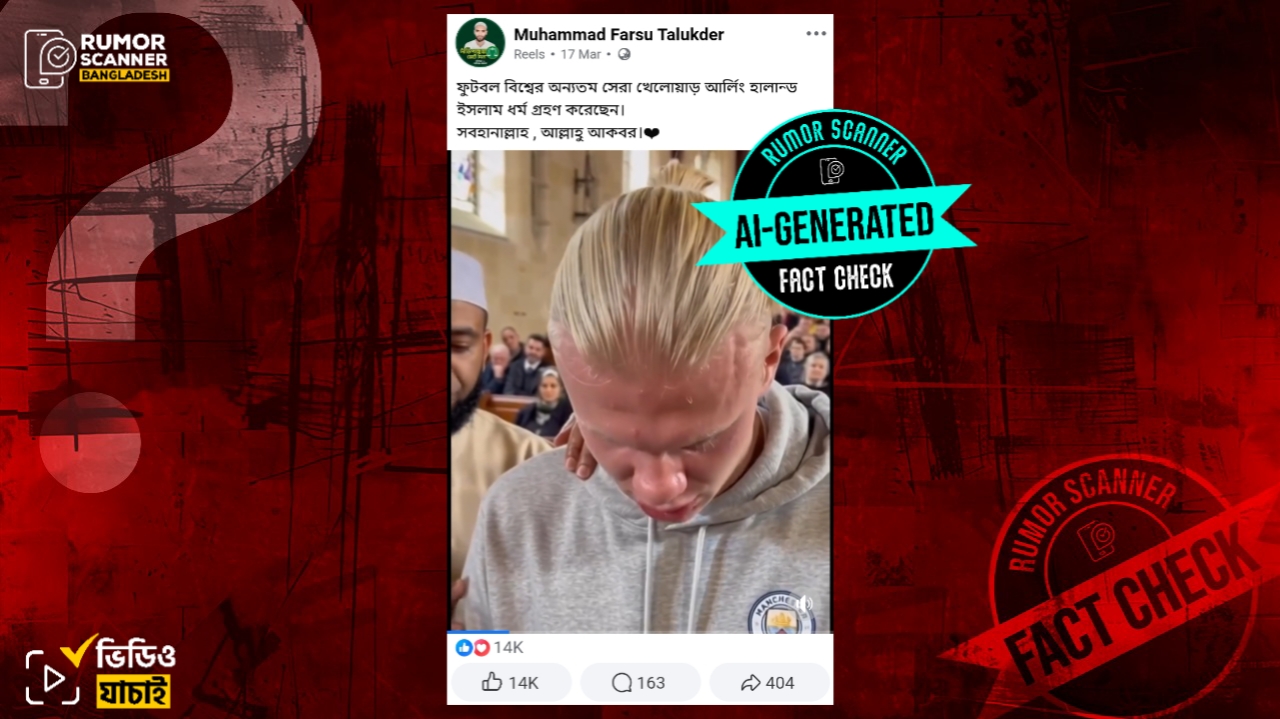 RUMOR
SCANNER
BANGLADESH
Muhammad Farsu Talukder
Reels • 17 Mar •
ফুটবল বিশ্বের অন্যতম সেরা খেলোয়াড় আর্লিং হালান্ড
ইসলাম ধর্ম গ্রহণ করেছেন।
সবহানাল্লাহ , আল্লাহু আকবর।❤
RUMOR SCANNER
AI-GENERATED
FACT CHECK
MANCHE
14K
14K
163
404
RUMOR SCANNER
FACT CHECK
ভিডিও
যাচাই